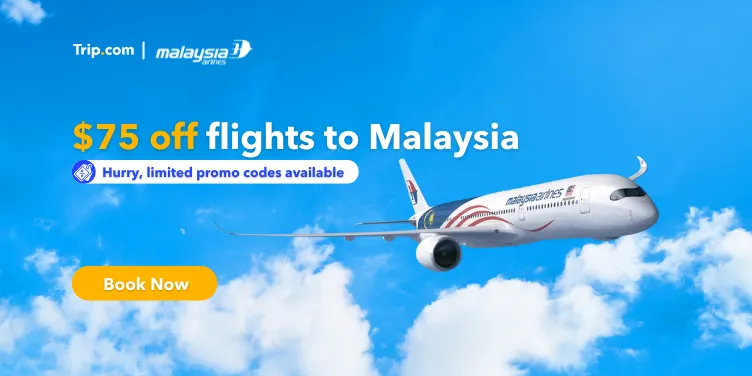 Trip.com | malaysia airlines
$75 off flights to Malaysia
Hurry, limited promo codes available
malaysia airlines
Book Now